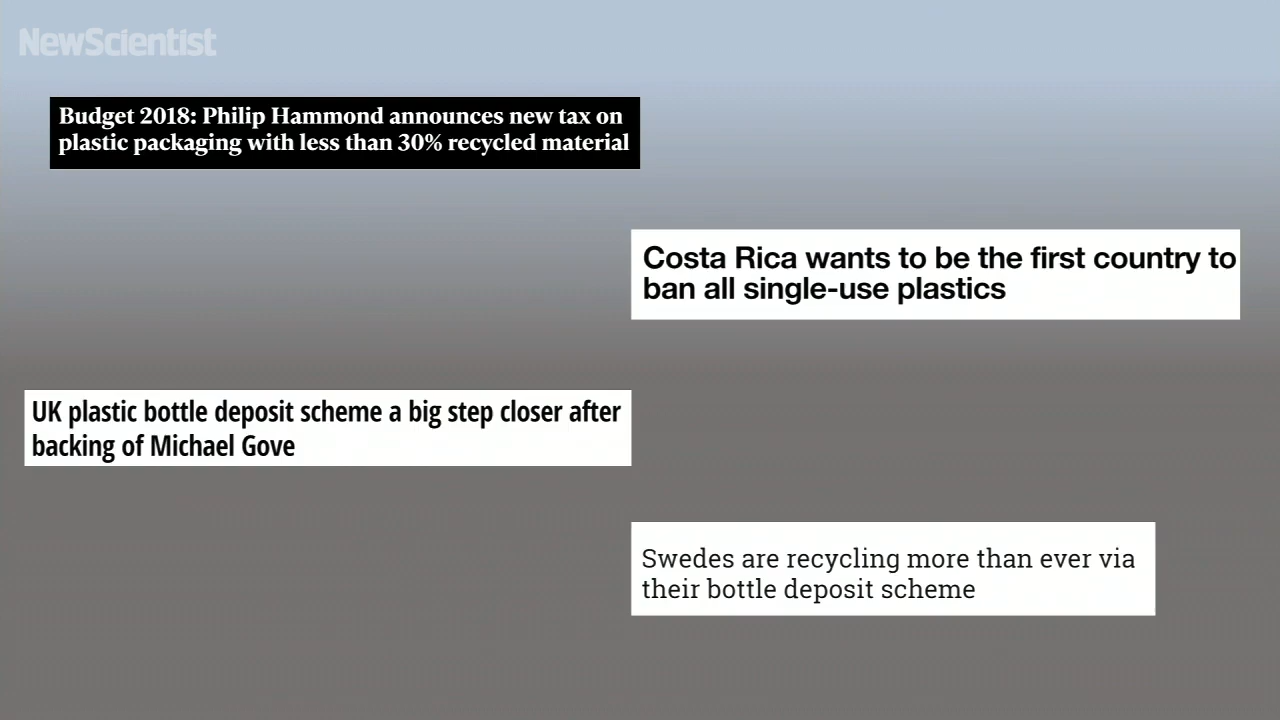 NewScientist
Budget 2018: Philip Hammond announces new tax on
plastic packaging with less than 30% recycled material
Costa Rica wants to be the first country to
ban all single-use plastics
UK plastic bottle deposit scheme a big step closer after
backing of Michael Gove
Swedes are recycling more than ever via
their bottle deposit scheme